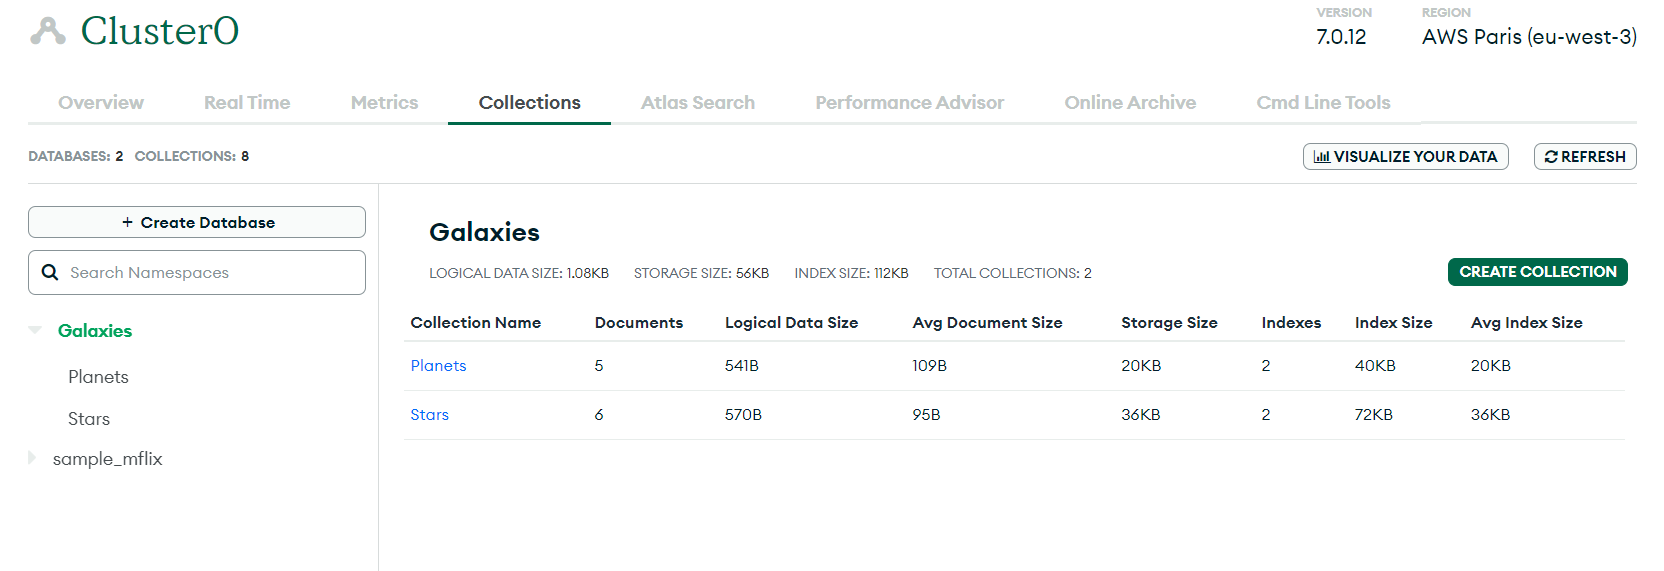 Cluster0
VERSION
7.0.12
REGION
AWS Paris (eu-west-3)
Overview Real Time Metrics Collections Atlas Search Performance Advisor Online Archive Cmd Line Tools
DATABASES: 2 COLLECTIONS: 8
VISUALIZE YOUR DATA
REFRESH
+ Create Database
Search Namespaces
Galaxies
Planets
Stars
sample_mflix
Galaxies
LOGICAL DATA SIZE: 1.08KB STORAGE SIZE: 56KB INDEX SIZE: 112KB TOTAL COLLECTIONS: 2
CREATE COLLECTION
Collection Name Documents Logical Data Size Avg Document Size Storage Size Indexes Index Size Avg Index Size
Planets 5 541B 109B 20KB 2 40KB 20KB
Stars 6 570B 95B 36KB 2 72KB 36KB